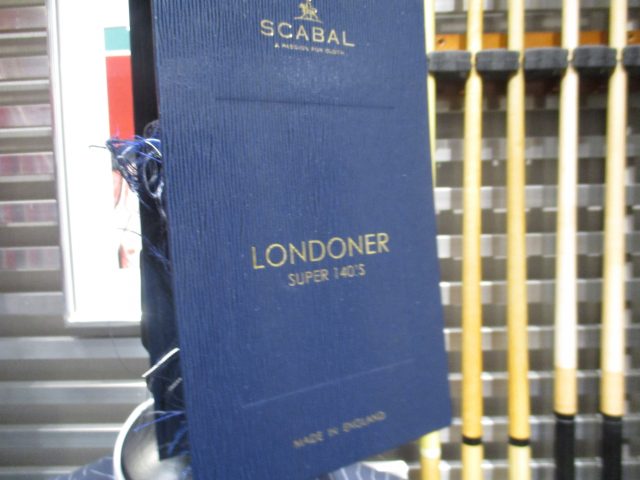 SCABAL
A PASSION FOR CLOTH
LONDONER
SUPER 140'S
MADE IN ENGLAND